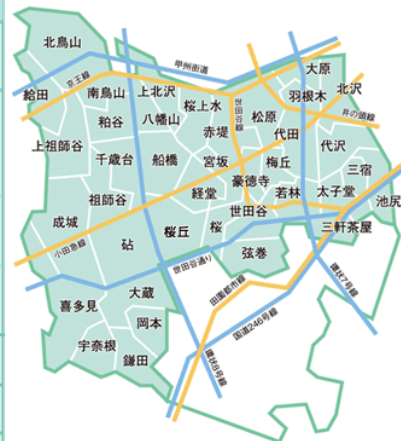 北烏山
甲州街道
大原
京王線
給田
南烏山
上北沢
桜上水
世田谷線
羽根木
北沢
粕谷
八幡山
松原
井の頭線
赤堤
代田
上祖師谷
千歳台
船橋
宮坂
梅丘
代沢
三宿
祖師谷
経堂
豪徳寺
若林
太子堂
池尻
世田谷
成城
砧
桜丘
桜
三軒茶屋
小田急線
弦巻
世田谷通り
大蔵
田園都市線
環状7号線
喜多見
岡本
国道246号線
宇奈根
鎌田
環状8号線